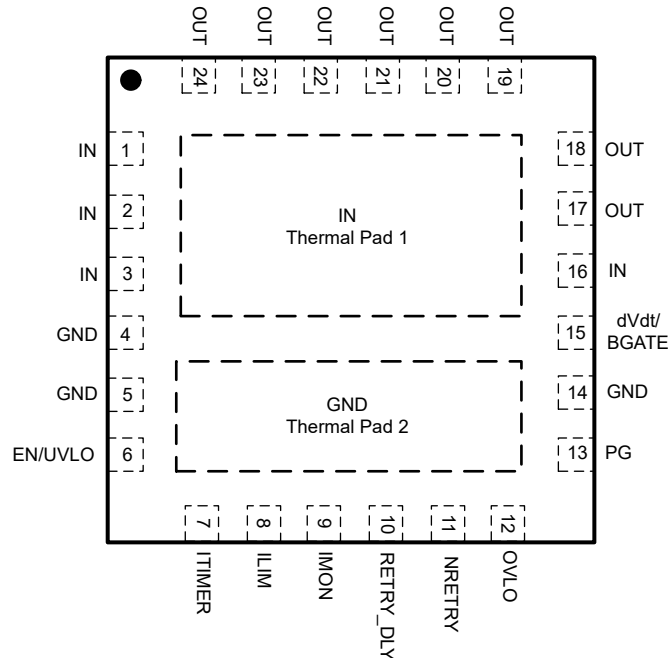 OUT
OUT
OUT
OUT
OUT
OUT
24
23
22
21
20
19
IN 1
IN 2
IN 3
GND 4
GND 5
EN/UVLO 6
IN
Thermal Pad 1
GND
Thermal Pad 2
18 OUT
17 OUT
16 IN
15 dVdt/
BGATE
14 GND
13 PG
7
8
9
10
11
12
ITIMER
ILIM
IMON
RETRY_DLY
NRETRY
OVLO